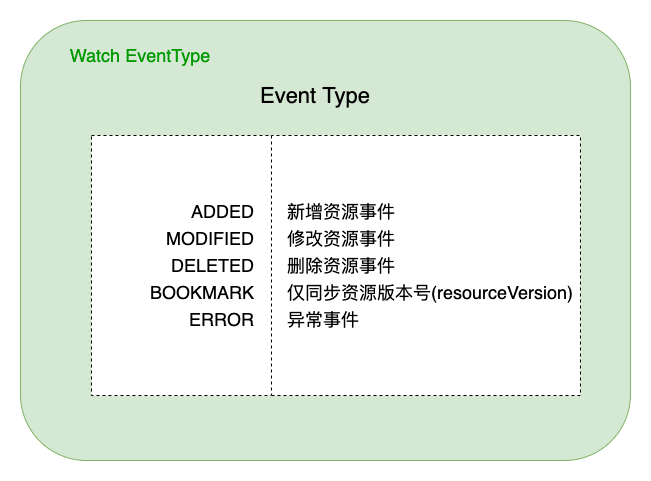 Watch EventType
Event Type
ADDED 新增资源事件
MODIFIED 修改资源事件
DELETED 删除资源事件
BOOKMARK 仅同步资源版本号(resourceVersion)
ERROR 异常事件